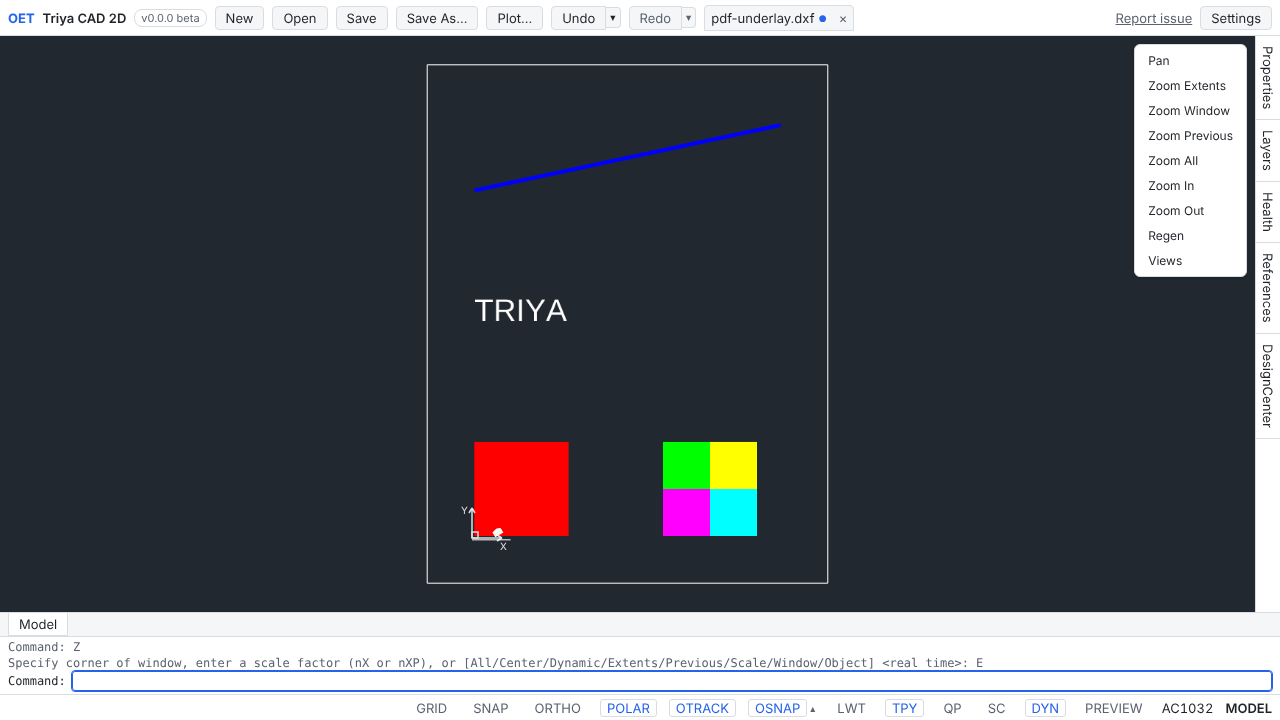 OET Triya CAD 2D v0.0.0 beta New Open Save Save As... Plot... Undo ▾ Redo ▾ pdf-underlay.dxf × Report issue Settings
Pan
Zoom Extents
Zoom Window
Zoom Previous
Zoom All
Zoom In
Zoom Out
Regen
Views
Properties
Layers
Health
References
DesignCenter
TRIYA
Y
X
Model
Command: Z
Specify corner of window, enter a scale factor (nX or nXP), or [All/Center/Dynamic/Extents/Previous/Scale/Window/Object] <real time>: E
Command:
GRID SNAP ORTHO POLAR OTRACK OSNAP ▴ LWT TPY QP SC DYN PREVIEW AC1032 MODEL